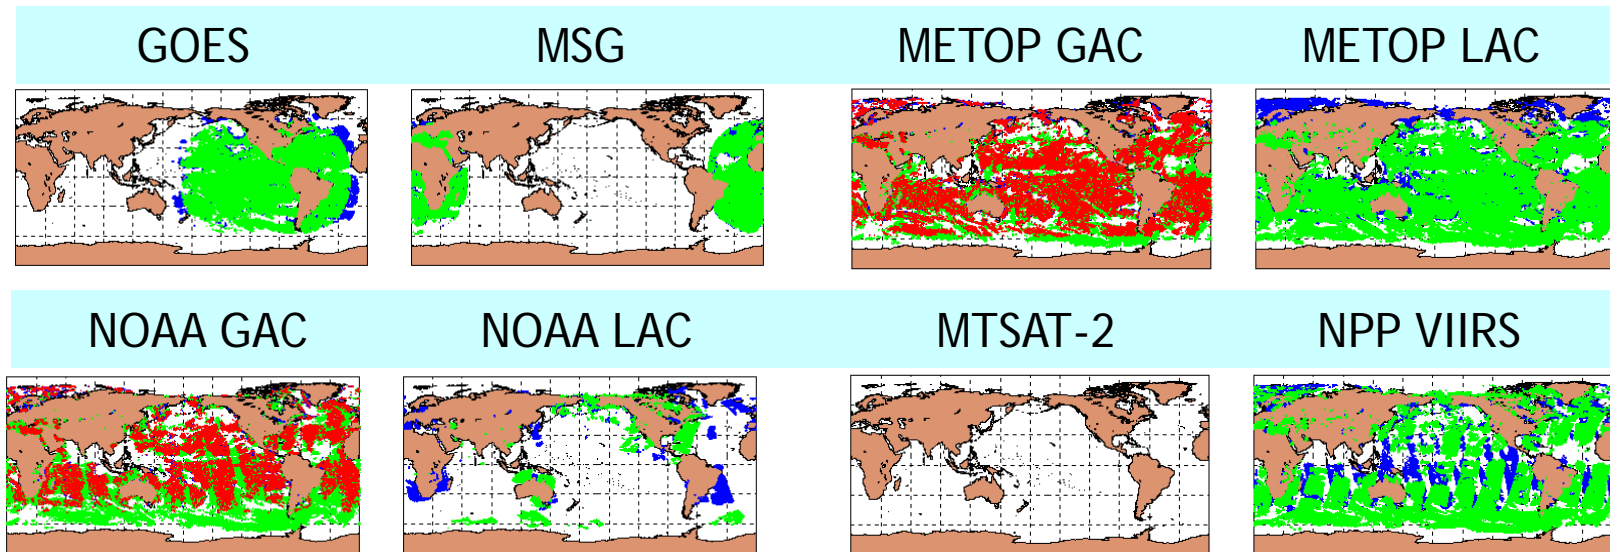 GOES MSG METOP GAC METOP LAC
NOAA GAC NOAA LAC MTSAT-2 NPP VIIRS